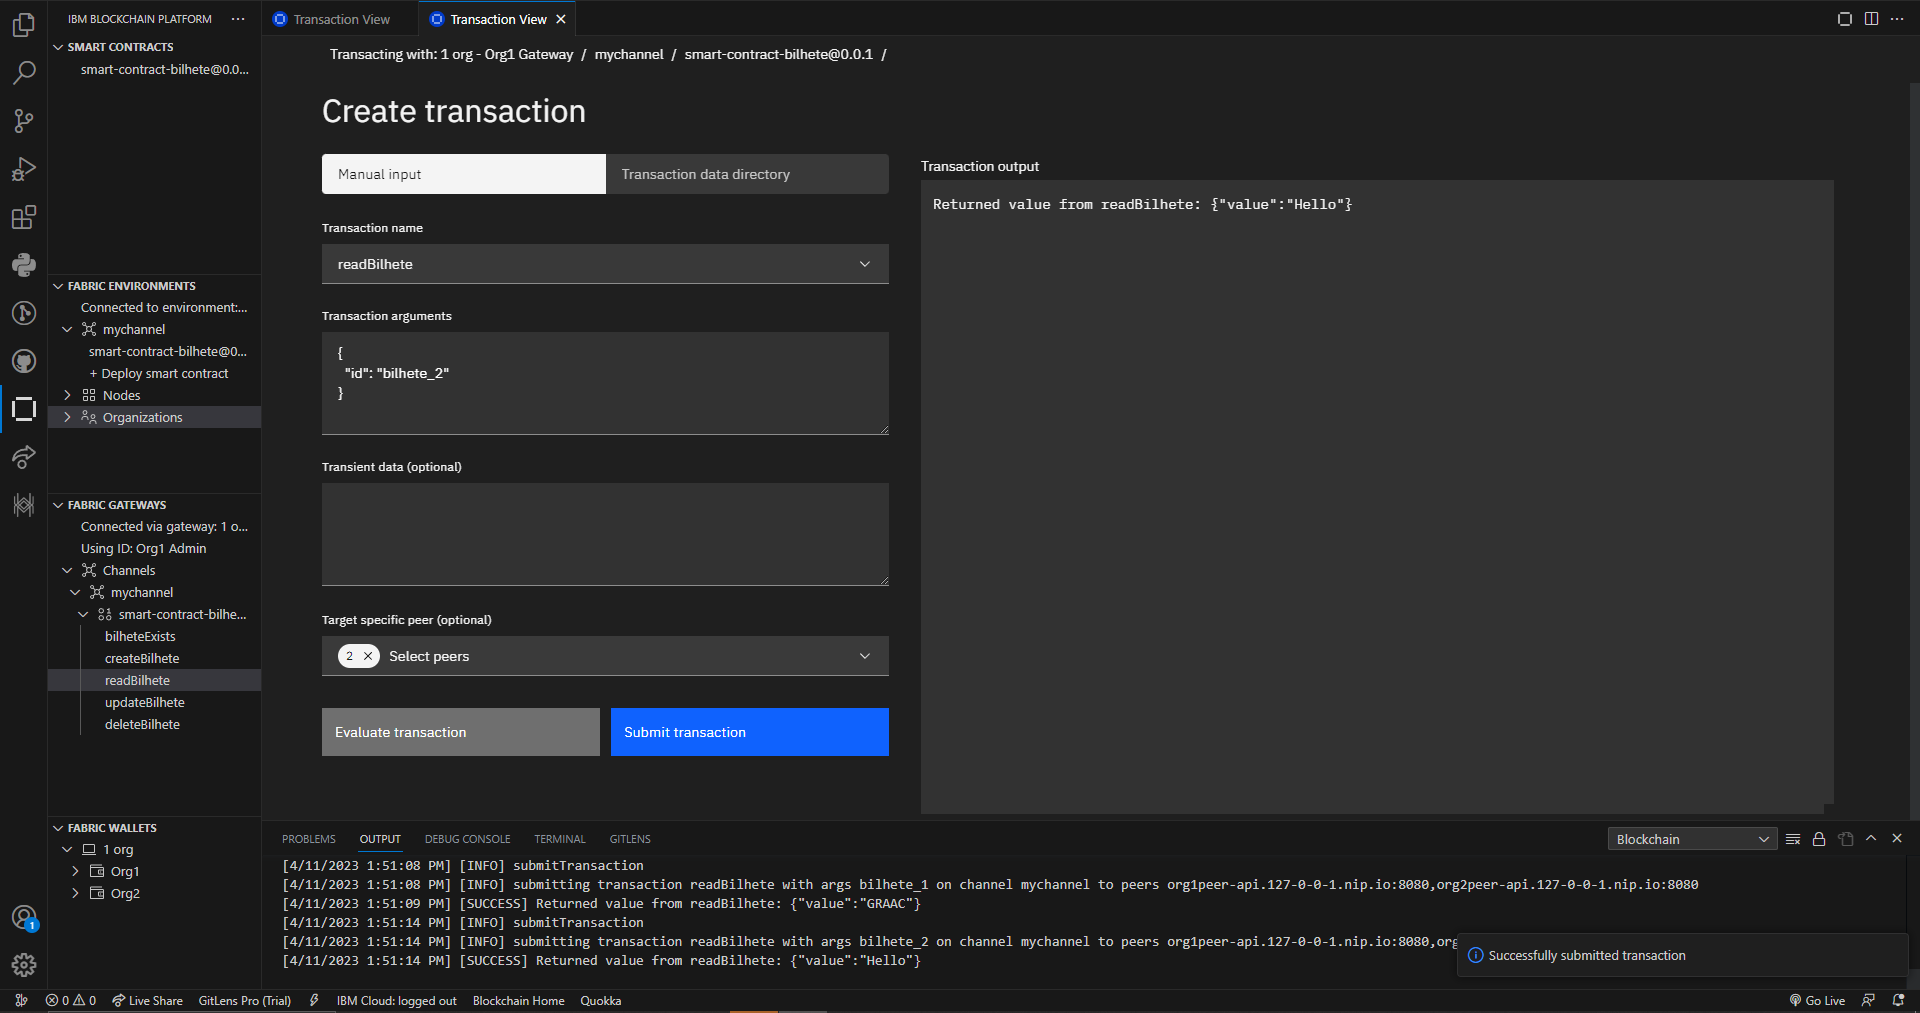 IBM BLOCKCHAIN PLATFORM
SMART CONTRACTS
smart-contract-bilhete@0.0...
FABRIC ENVIRONMENTS
Connected to environment:...
mychannel
smart-contract-bilhete@0...
+ Deploy smart contract
Nodes
Organizations
FABRIC GATEWAYS
Connected via gateway: 1 o...
Using ID: Org1 Admin
Channels
mychannel
smart-contract-bilhe...
bilheteExists
createBilhete
readBilhete
updateBilhete
deleteBilhete
FABRIC WALLETS
1 org
Org1
Org2
1
Transaction View
Transaction View
Transacting with: 1 org - Org1 Gateway / mychannel / smart-contract-bilhete@0.0.1 /
Create transaction
Manual input
Transaction data directory
Transaction name
readBilhete
Transaction arguments
{
"id": "bilhete_2"
}
Transient data (optional)
Target specific peer (optional)
2 Select peers
Evaluate transaction
Submit transaction
Transaction output
Returned value from readBilhete: {"value":"Hello"}
PROBLEMS OUTPUT DEBUG CONSOLE TERMINAL GITLENS
Blockchain
[4/11/2023 1:51:08 PM] [INFO] submitTransaction
[4/11/2023 1:51:08 PM] [INFO] submitting transaction readBilhete with args bilhete_1 on channel mychannel to peers org1peer-api.127-0-0-1.nip.io:8080,org2peer-api.127-0-0-1.nip.io:8080
[4/11/2023 1:51:09 PM] [SUCCESS] Returned value from readBilhete: {"value":"GRAAC"}
[4/11/2023 1:51:14 PM] [INFO] submitTransaction
[4/11/2023 1:51:14 PM] [INFO] submitting transaction readBilhete with args bilhete_2 on channel mychannel to peers org1peer-api.127-0-0-1.nip.io:8080,org
[4/11/2023 1:51:14 PM] [SUCCESS] Returned value from readBilhete: {"value":"Hello"}
Successfully submitted transaction
0 0 Live Share GitLens Pro (Trial) IBM Cloud: logged out Blockchain Home Quokka
Go Live